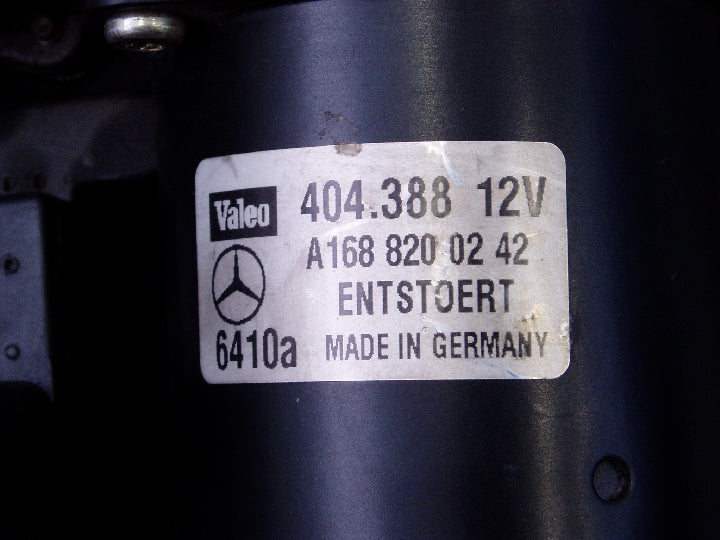 Valeo 404.388 12V
A168 820 02 42
ENTSTOERT
6410a MADE IN GERMANY